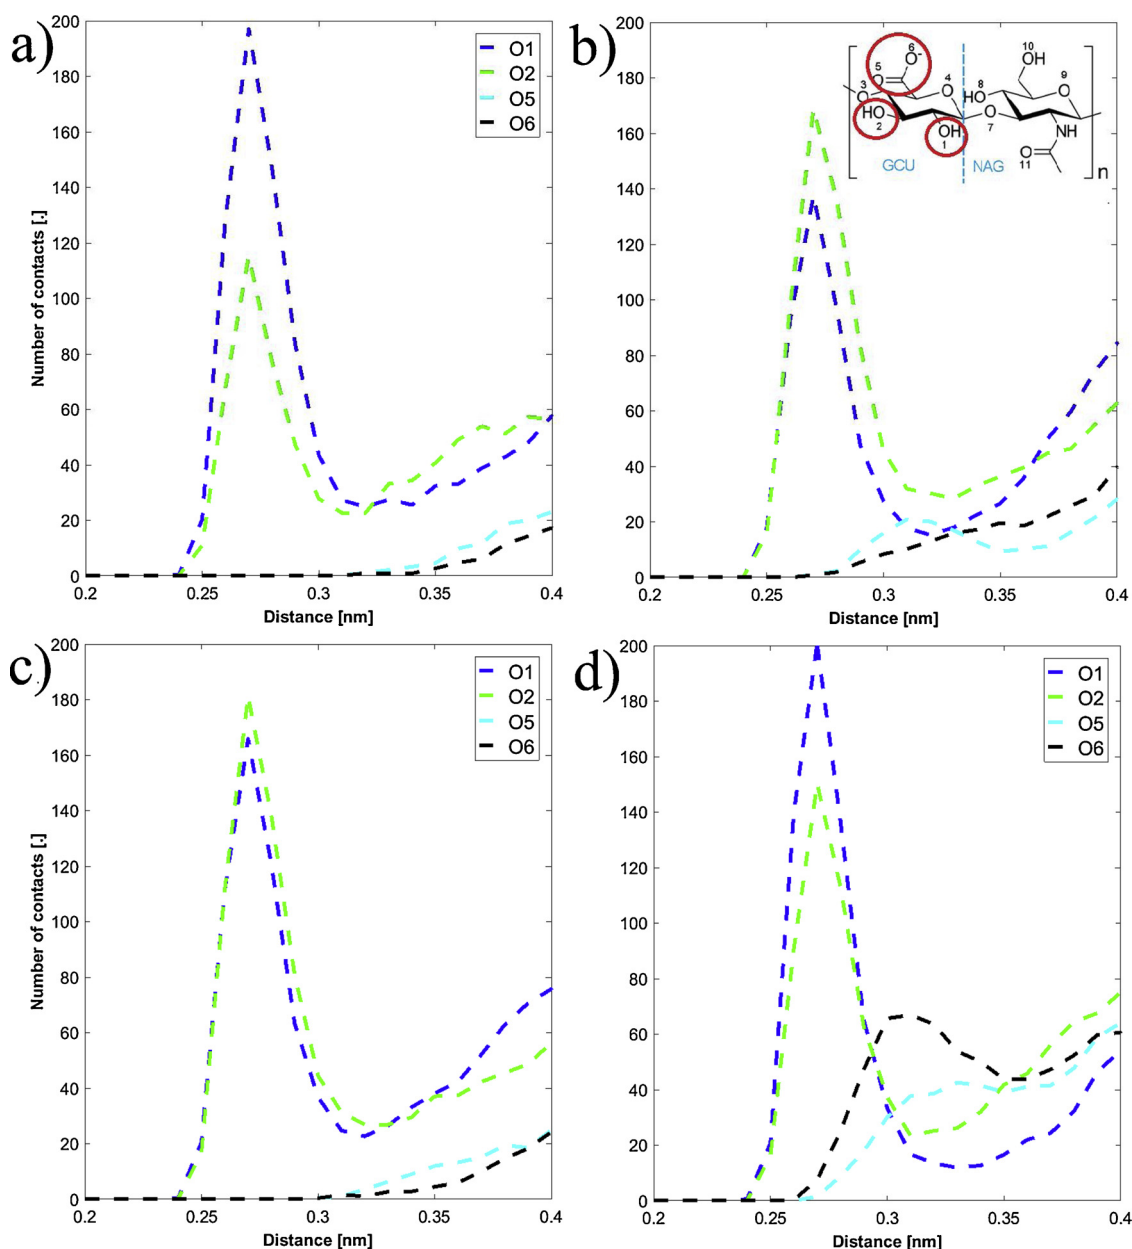 a)
200
180
160
140
120
100
80
60
40
20
0
0.2
0.25
0.3
0.35
0.4
Number of contacts [.]
Distance [nm]
O1
O2
O5
O6
b)
200
180
160
140
120
100
80
60
40
20
0
0.2
0.25
0.3
0.35
0.4
Distance [nm]
6
O-
5
O
4
O
3
O
HO
2
OH
1
10
OH
8
HO
9
O
O
7
NH
O
11
GCU
NAG
n
c)
200
180
160
140
120
100
80
60
40
20
0
0.2
0.25
0.3
0.35
0.4
Number of contacts [.]
Distance [nm]
O1
O2
O5
O6
d)
200
180
160
140
120
100
80
60
40
20
0
0.2
0.25
0.3
0.35
0.4
Distance [nm]
O1
O2
O5
O6